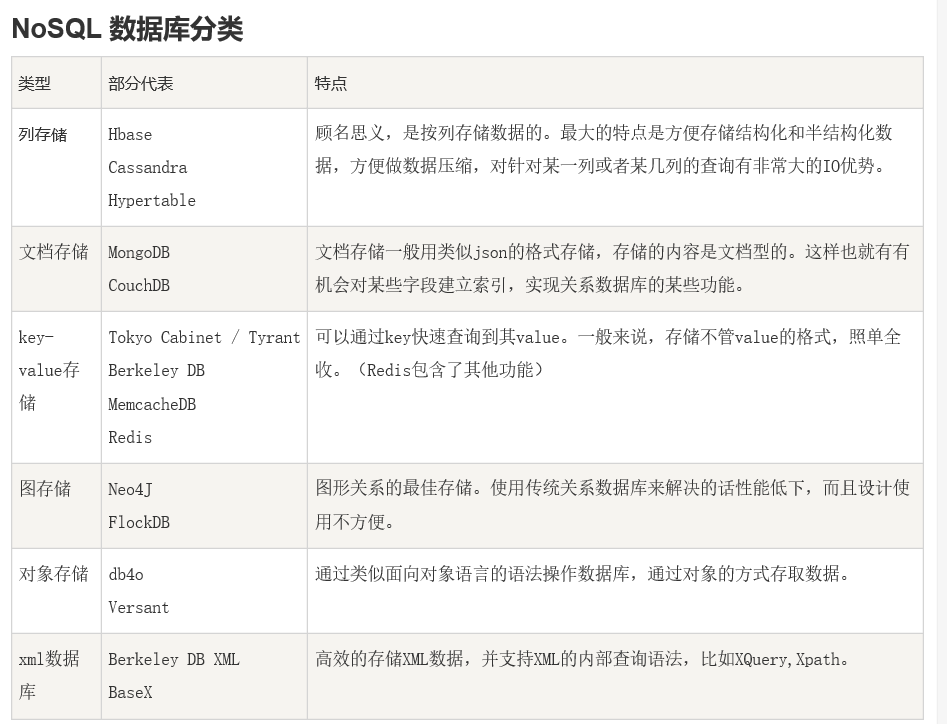 NoSQL 数据库分类
类型 部分代表 特点
列存储
Hbase
Cassandra
Hypertable
顾名思义，是按列存储数据的。最大的特点是方便存储结构化和半结构化数
据，方便做数据压缩，对针对某一列或者某几列的查询有非常大的IO优势。
文档存储
MongoDB
CouchDB
文档存储一般用类似json的格式存储，存储的内容是文档型的。这样也就有有
机会对某些字段建立索引，实现关系数据库的某些功能。
key-
value存
储
Tokyo Cabinet / Tyrant
Berkeley DB
MemcacheDB
Redis
可以通过key快速查询到其value。一般来说，存储不管value的格式，照单全
收。（Redis包含了其他功能）
图存储
Neo4J
FlockDB
图形关系的最佳存储。使用传统关系数据库来解决的话性能低下，而且设计使
用不方便。
对象存储
db4o
Versant
通过类似面向对象语言的语法操作数据库，通过对象的方式存取数据。
xml数据
库
Berkeley DB XML
BaseX
高效的存储XML数据，并支持XML的内部查询语法，比如XQuery,Xpath。